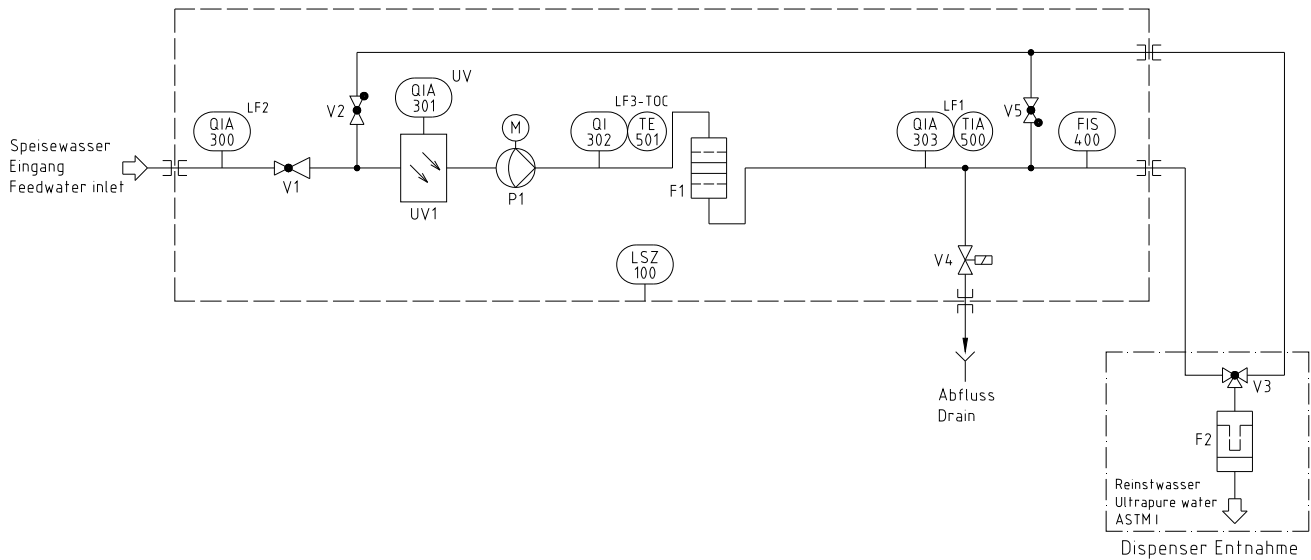 Speisewasser
Eingang
Feedwater inlet
QIA
300
LF2
V1
V2
QIA
301
UV
UV1
M
P1
LF3-TOC
QI
302
TE
501
F1
LSZ
100
LF1
QIA
303
TIA
500
V5
FIS
400
V4
Abfluss
Drain
V3
F2
Reinstwasser
Ultrapure water
ASTM I
Dispenser Entnahme